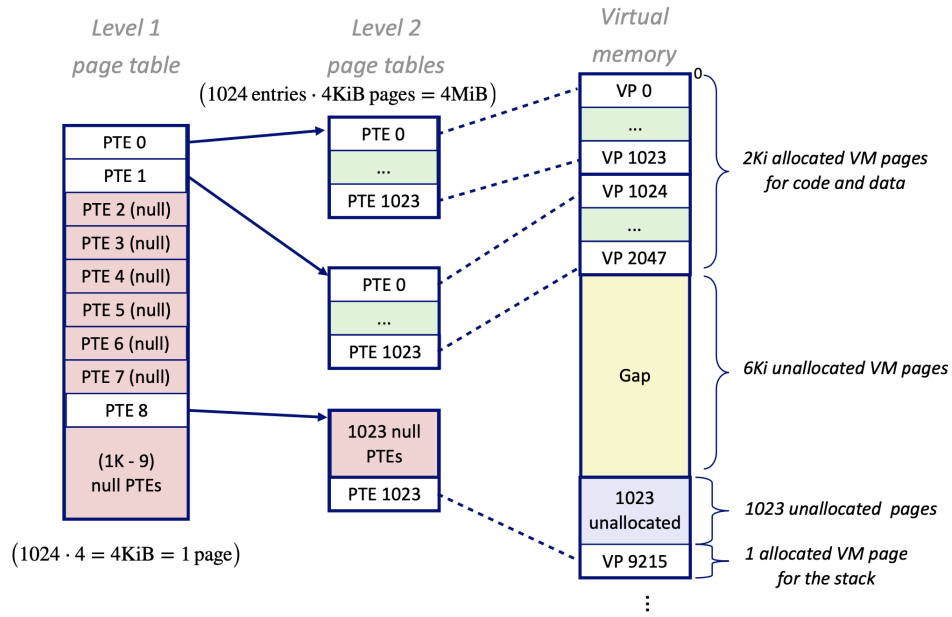 Level 1
page table
Level 2
page tables
Virtual
memory
(1024 entries · 4KiB pages = 4MiB)
PTE 0
PTE 1
PTE 2 (null)
PTE 3 (null)
PTE 4 (null)
PTE 5 (null)
PTE 6 (null)
PTE 7 (null)
PTE 8
(1K - 9)
null PTEs
(1024 · 4 = 4KiB = 1 page)
PTE 0
...
PTE 1023
PTE 0
...
PTE 1023
1023 null
PTEs
PTE 1023
0
VP 0
...
VP 1023
VP 1024
...
VP 2047
Gap
1023
unallocated
VP 9215
...
2Ki allocated VM pages
for code and data
6Ki unallocated VM pages
1023 unallocated pages
1 allocated VM page
for the stack